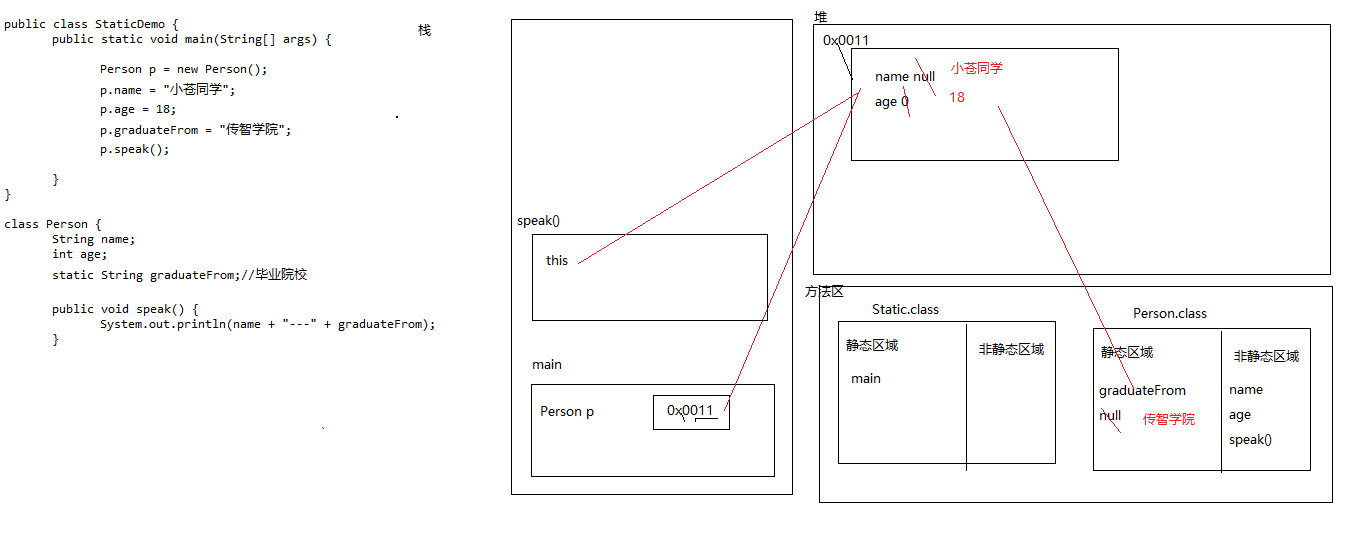 public class StaticDemo {
public static void main(String[] args) {
Person p = new Person();
p.name = "小苍同学";
p.age = 18;
p.graduateFrom = "传智学院";
p.speak();
}
}
class Person {
String name;
int age;
static String graduateFrom;//毕业院校
public void speak() {
System.out.println(name + "---" + graduateFrom);
}
栈
speak()
this
main
Person p
0x0011
堆
0x0011
name null
小苍同学
age 0
18
方法区
Static.class
静态区域
非静态区域
main
Person.class
静态区域
非静态区域
graduateFrom
name
null
传智学院
age
speak()